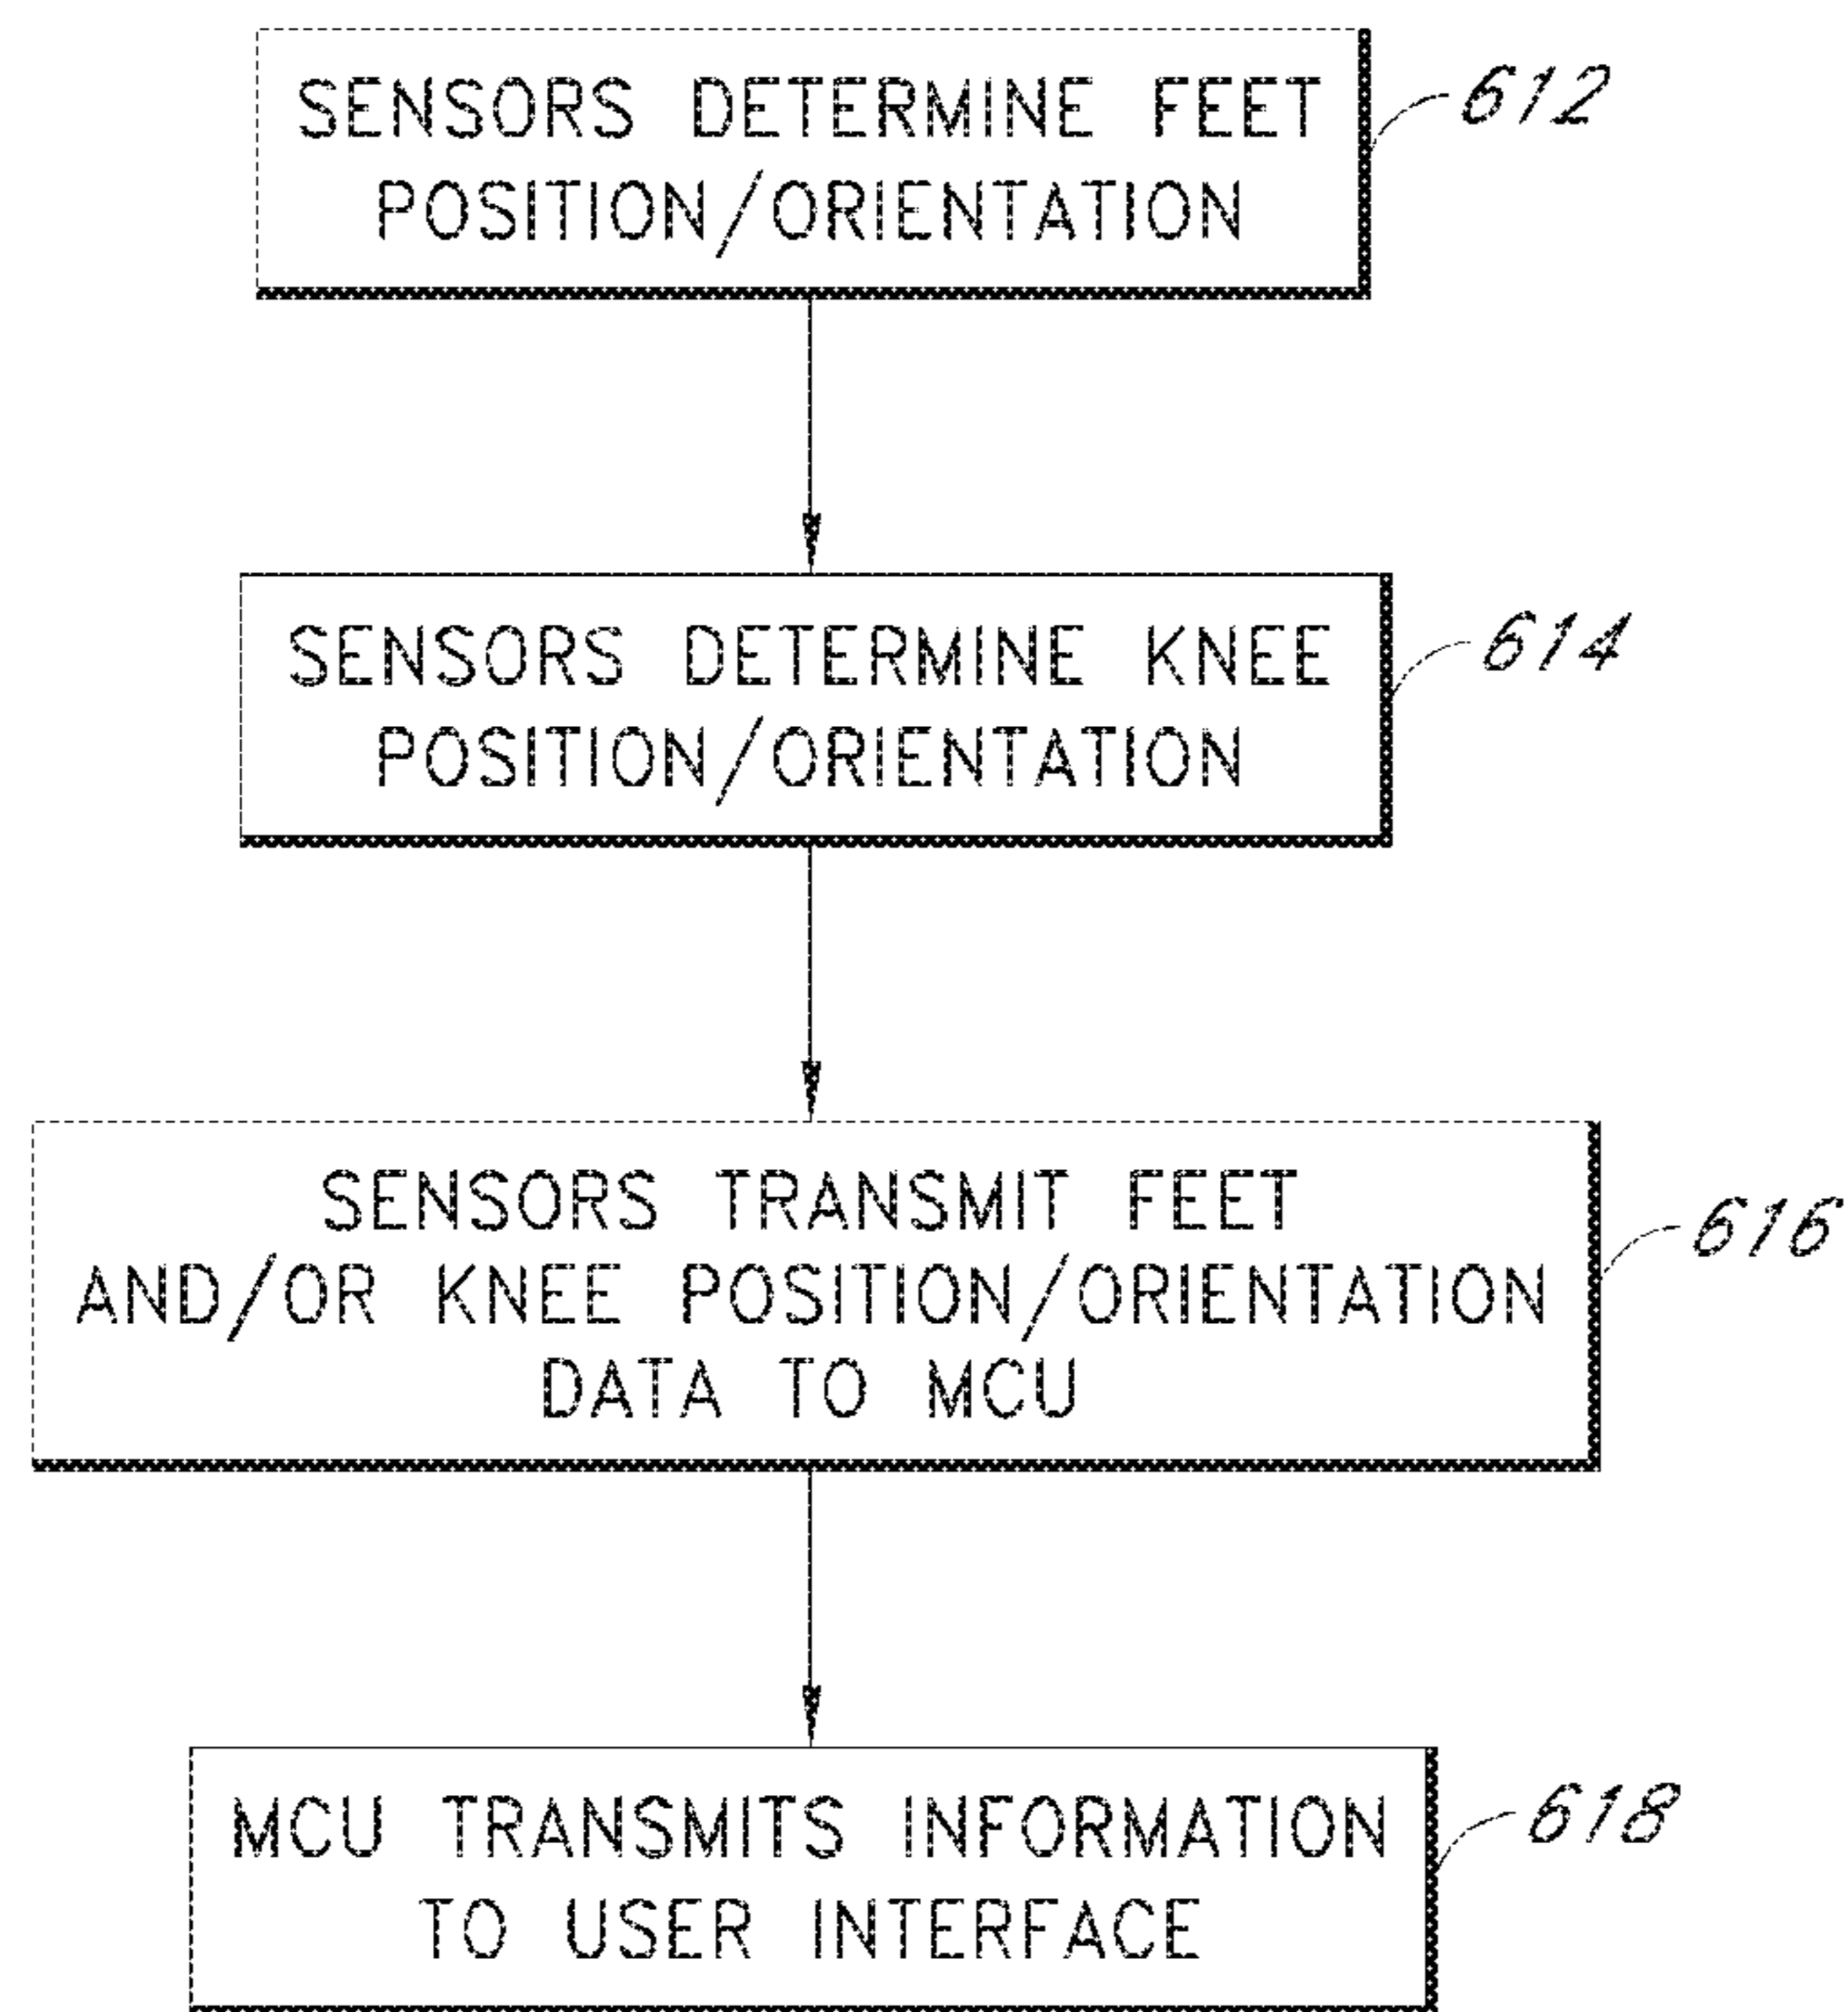 SENSORS DETERMINE FEET
POSITION/ORIENTATION
612
SENSORS DETERMINE KNEE
POSITION/ORIENTATION
614
SENSORS TRANSMIT FEET
AND/OR KNEE POSITION/ORIENTATION
DATA TO MCU
616
MCU TRANSMITS INFORMATION
TO USER INTERFACE
618